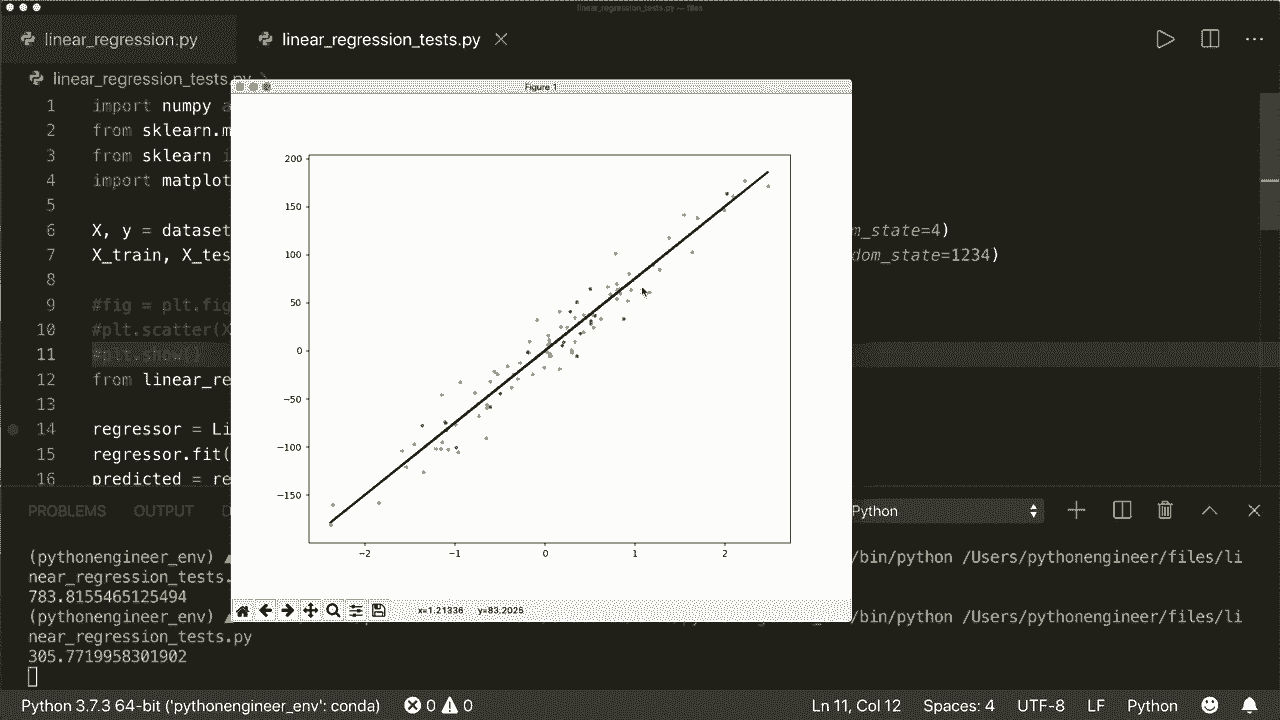 linear_regression_tests.py — files
linear_regression.py
linear_regression_tests.py
linear_regression_tests.py
Figure 1
1 import numpy a
2 from sklearn.m
3 from sklearn i
4 import matplot
5
6 X, y = dataset m_state=4)
7 X_train, X_tes dom_state=1234)
8
9 #fig = plt.fig
10 #plt.scatter(X
11 #plt.show()
12 from linear_re
13
14 regressor = Li
15 regressor.fit(
16 predicted = re
200
150
100
50
0
−50
−100
−150
−2 −1 0 1 2
x=1.21336 y=83.2025
PROBLEMS OUTPUT D Python
(pythonengineer_env) /bin/python /Users/pythonengineer/files/li
near_regression_tests.
783.8155465125494
(pythonengineer_env) /bin/python /Users/pythonengineer/files/li
near_regression_tests.py
305.7719958301902
Python 3.7.3 64-bit ('pythonengineer_env': conda) 0 0 Ln 11, Col 12 Spaces: 4 UTF-8 LF Python